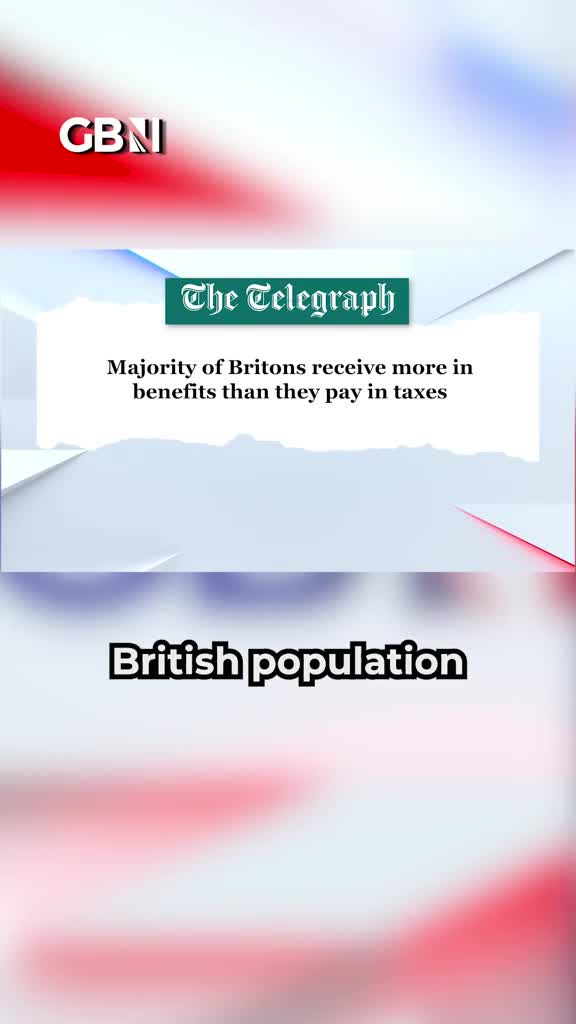 GBN
The Telegraph
Majority of Britons receive more in
benefits than they pay in taxes
British population